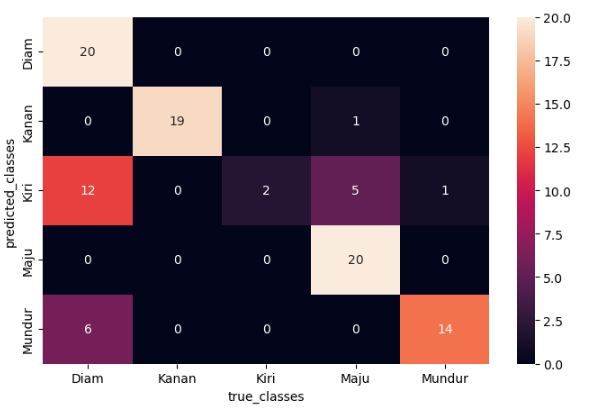 20.0
Diam 20 0 0 0 0
17.5
Kanan 0 19 0 1 0
15.0
12.5
predicted_classes
Kiri 12 0 2 5 1
10.0
7.5
Maju 0 0 0 20 0
5.0
Mundur 6 0 0 0 14
2.5
0.0
Diam Kanan Kiri Maju Mundur
true_classes